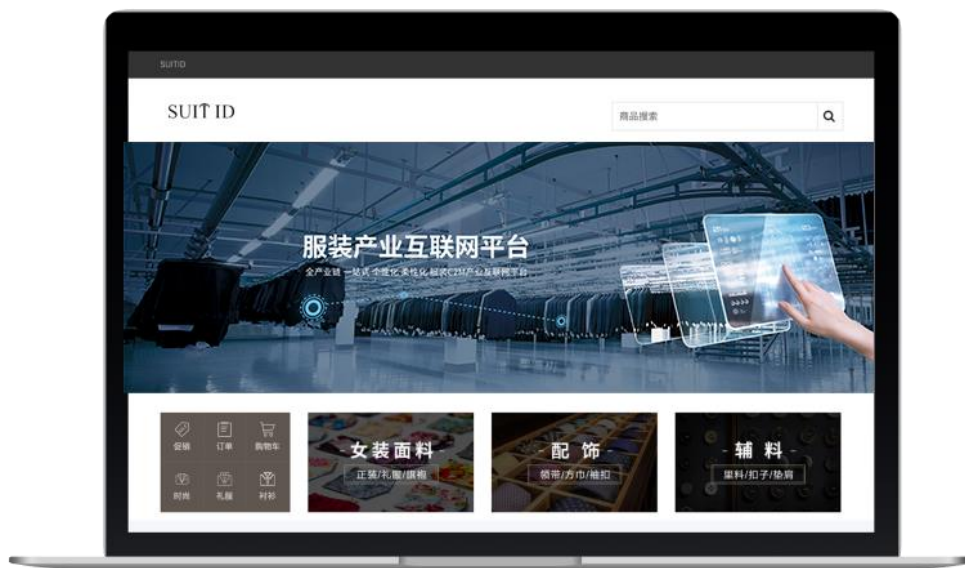 SUITID
SUIT ID
商品搜索
服装产业互联网平台
全产业链 一站式 个性化 柔性化 服装C2M产业互联网平台
促销 订单 购物车
时尚 礼服 衬衫
- 女装面料 -
正装/礼服/旗袍
- 配 饰 -
领带/方巾/袖扣
- 辅 料 -
里料/扣子/垫肩